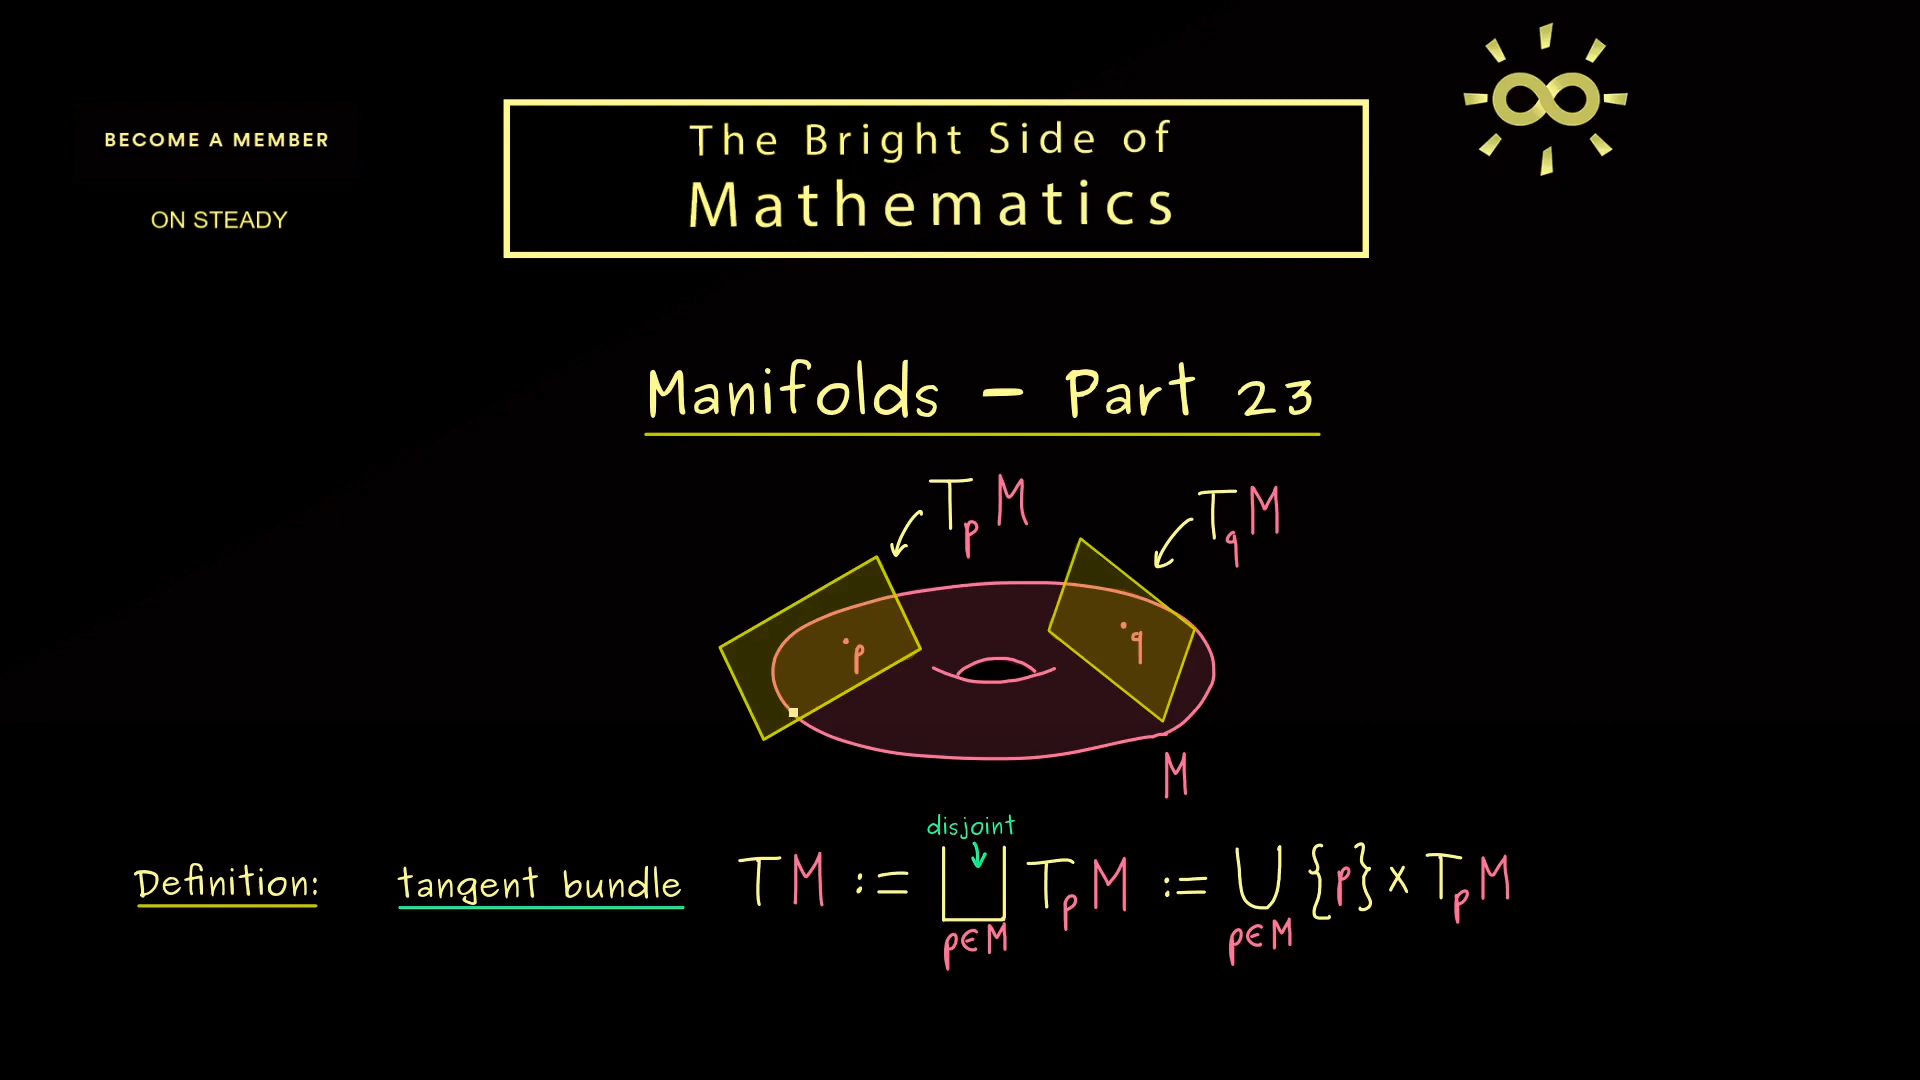 BECOME A MEMBER
ON STEADY
The Bright Side of
Mathematics
Manifolds - Part 23
TₚM
T_qM
p
q
M
disjoint
Definition: tangent bundle TM := ⨆ TₚM := ⋃ {p} × TₚM
p∈M p∈M